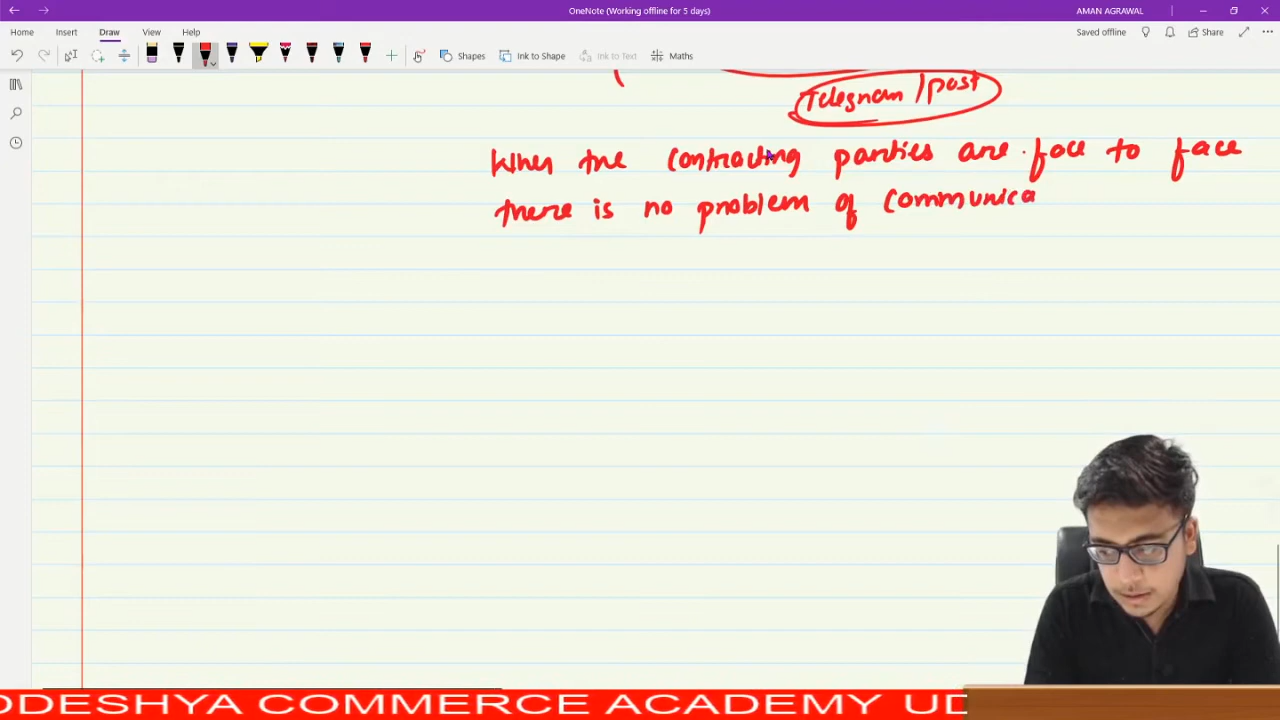 OneNote (Working offline for 5 days)
AMAN AGRAWAL
Home Insert Draw View Help
Saved offline
Share
Shapes
Ink to Shape
Ink to Text
Maths
Telegram / post
When the contracting parties are face to face
there is no problem of communica
ODESHYA COMMERCE ACADEMY UD